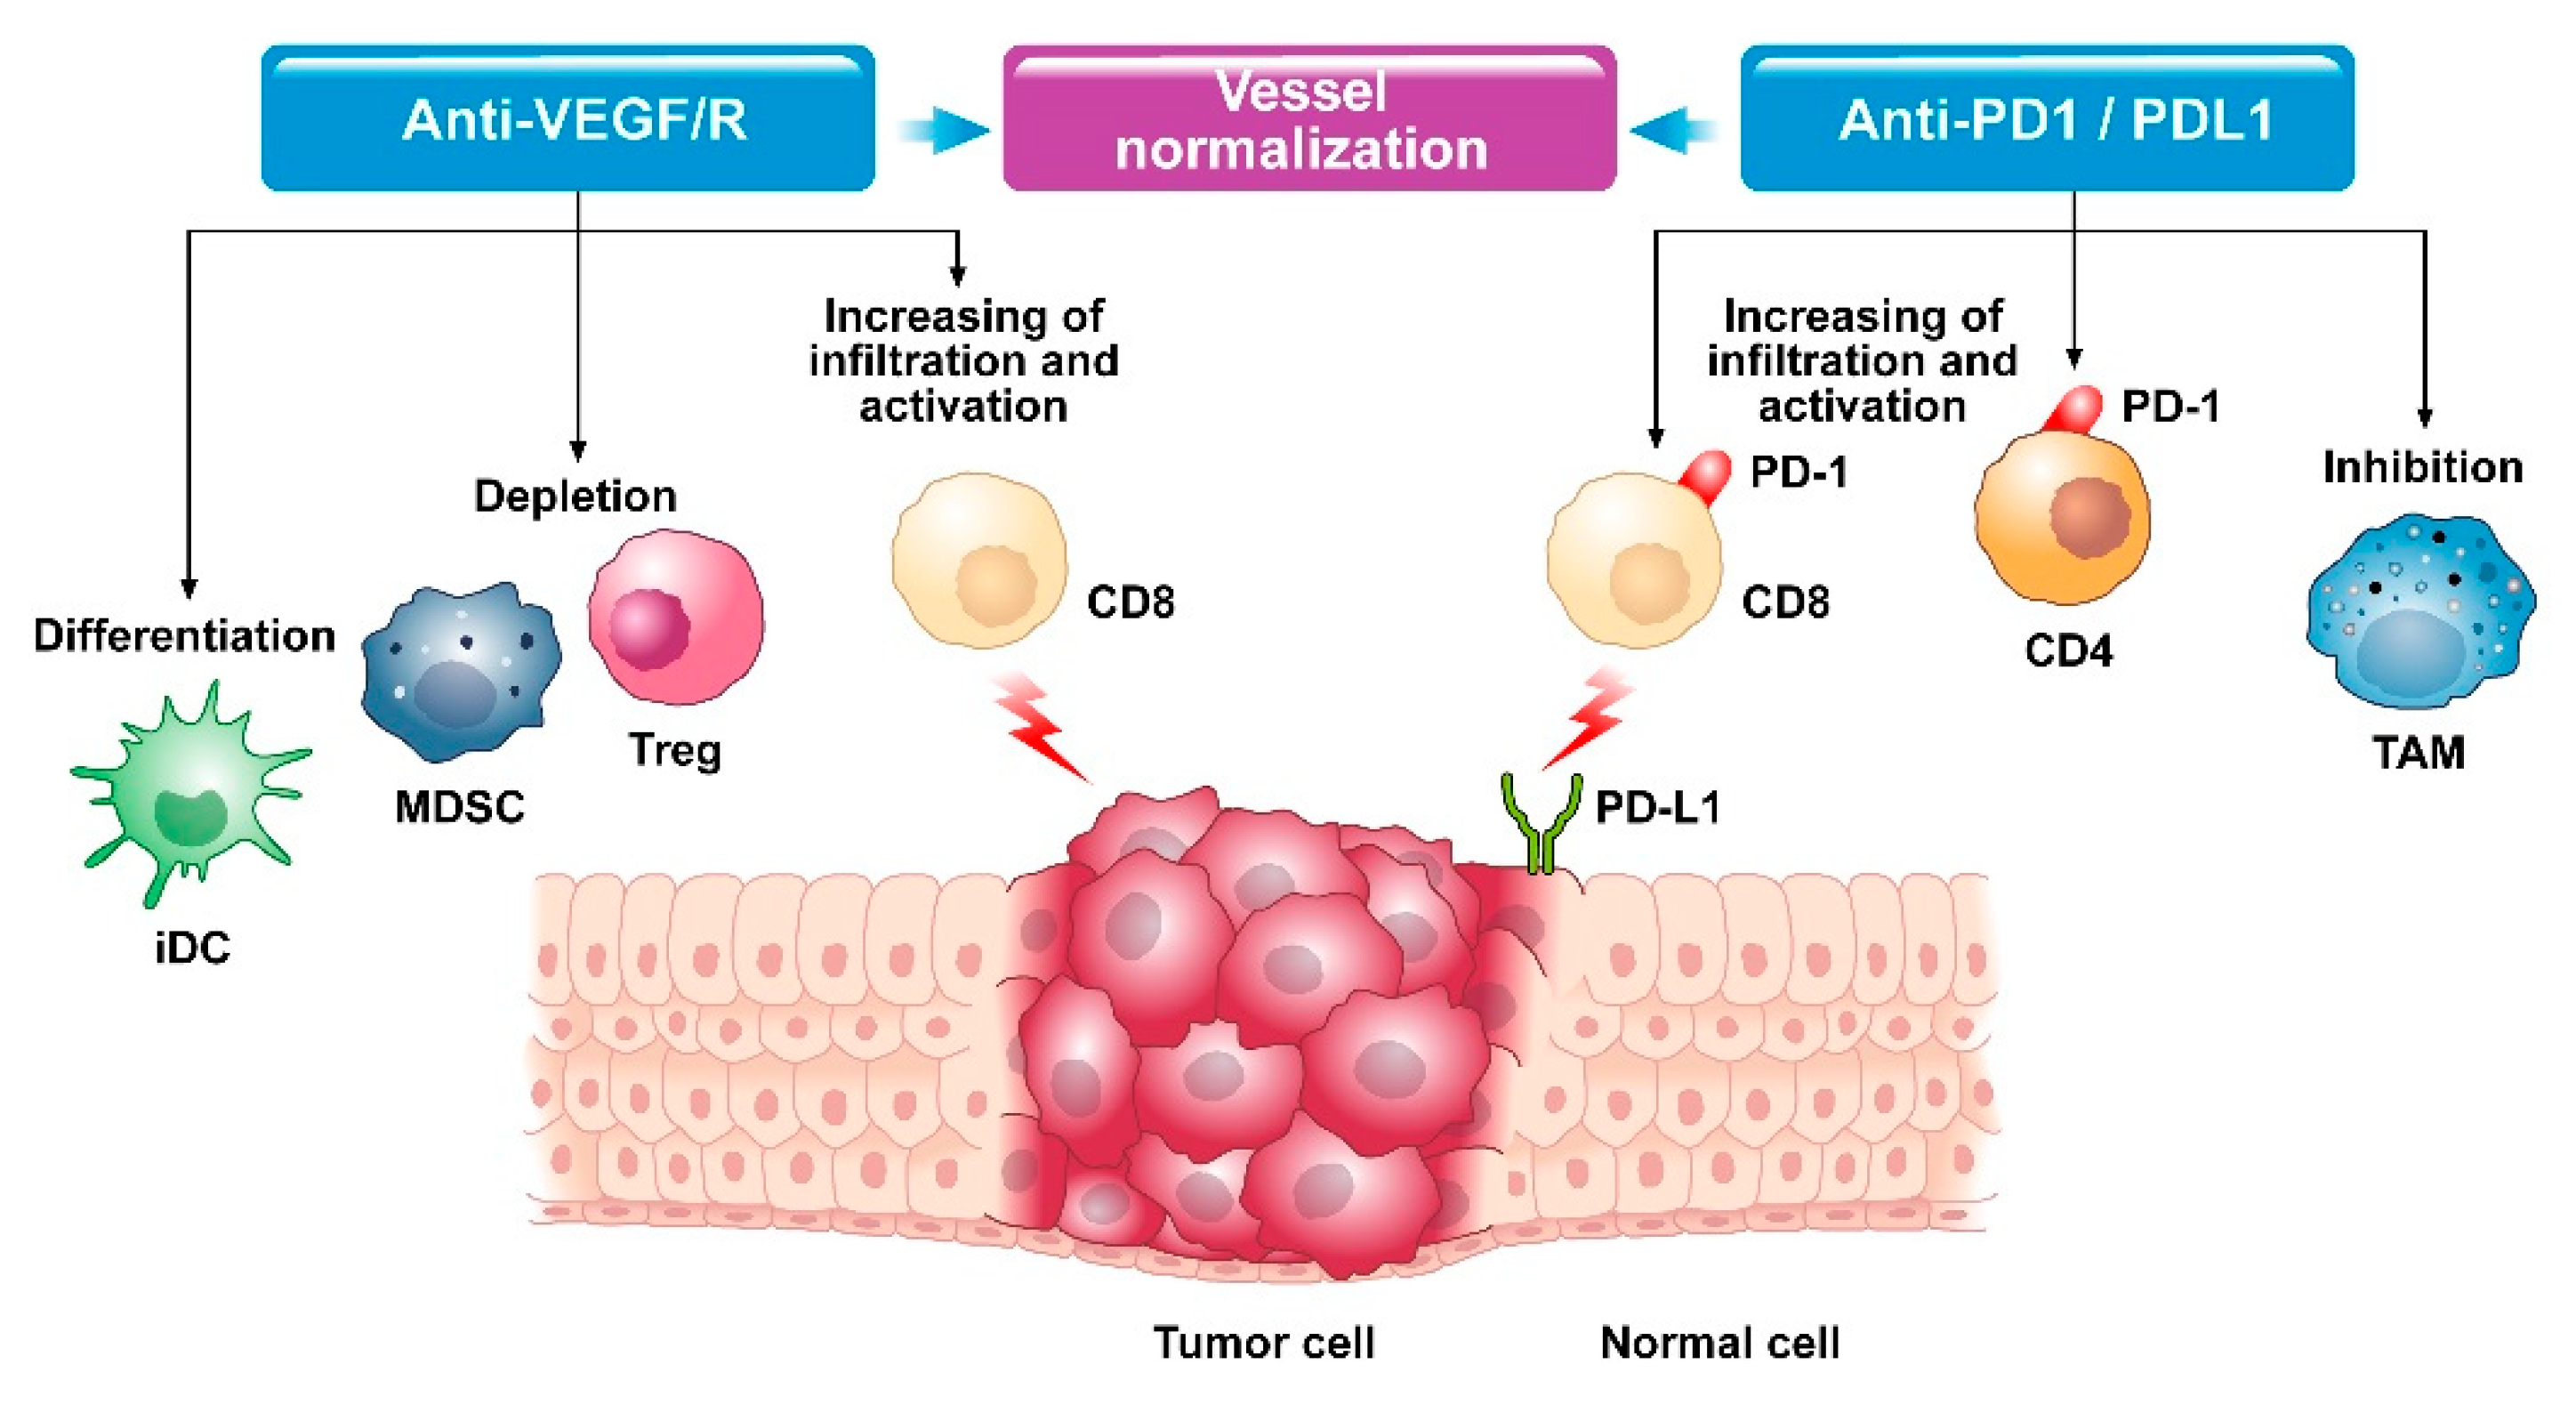 Anti-VEGF/R
Vessel
normalization
Anti-PD1 / PDL1
Increasing of
infiltration and
activation
Increasing of
infiltration and
activation
PD-1
PD-1
Inhibition
Depletion
Differentiation
CD8
CD8
CD4
Treg
TAM
MDSC
PD-L1
iDC
Tumor cell
Normal cell